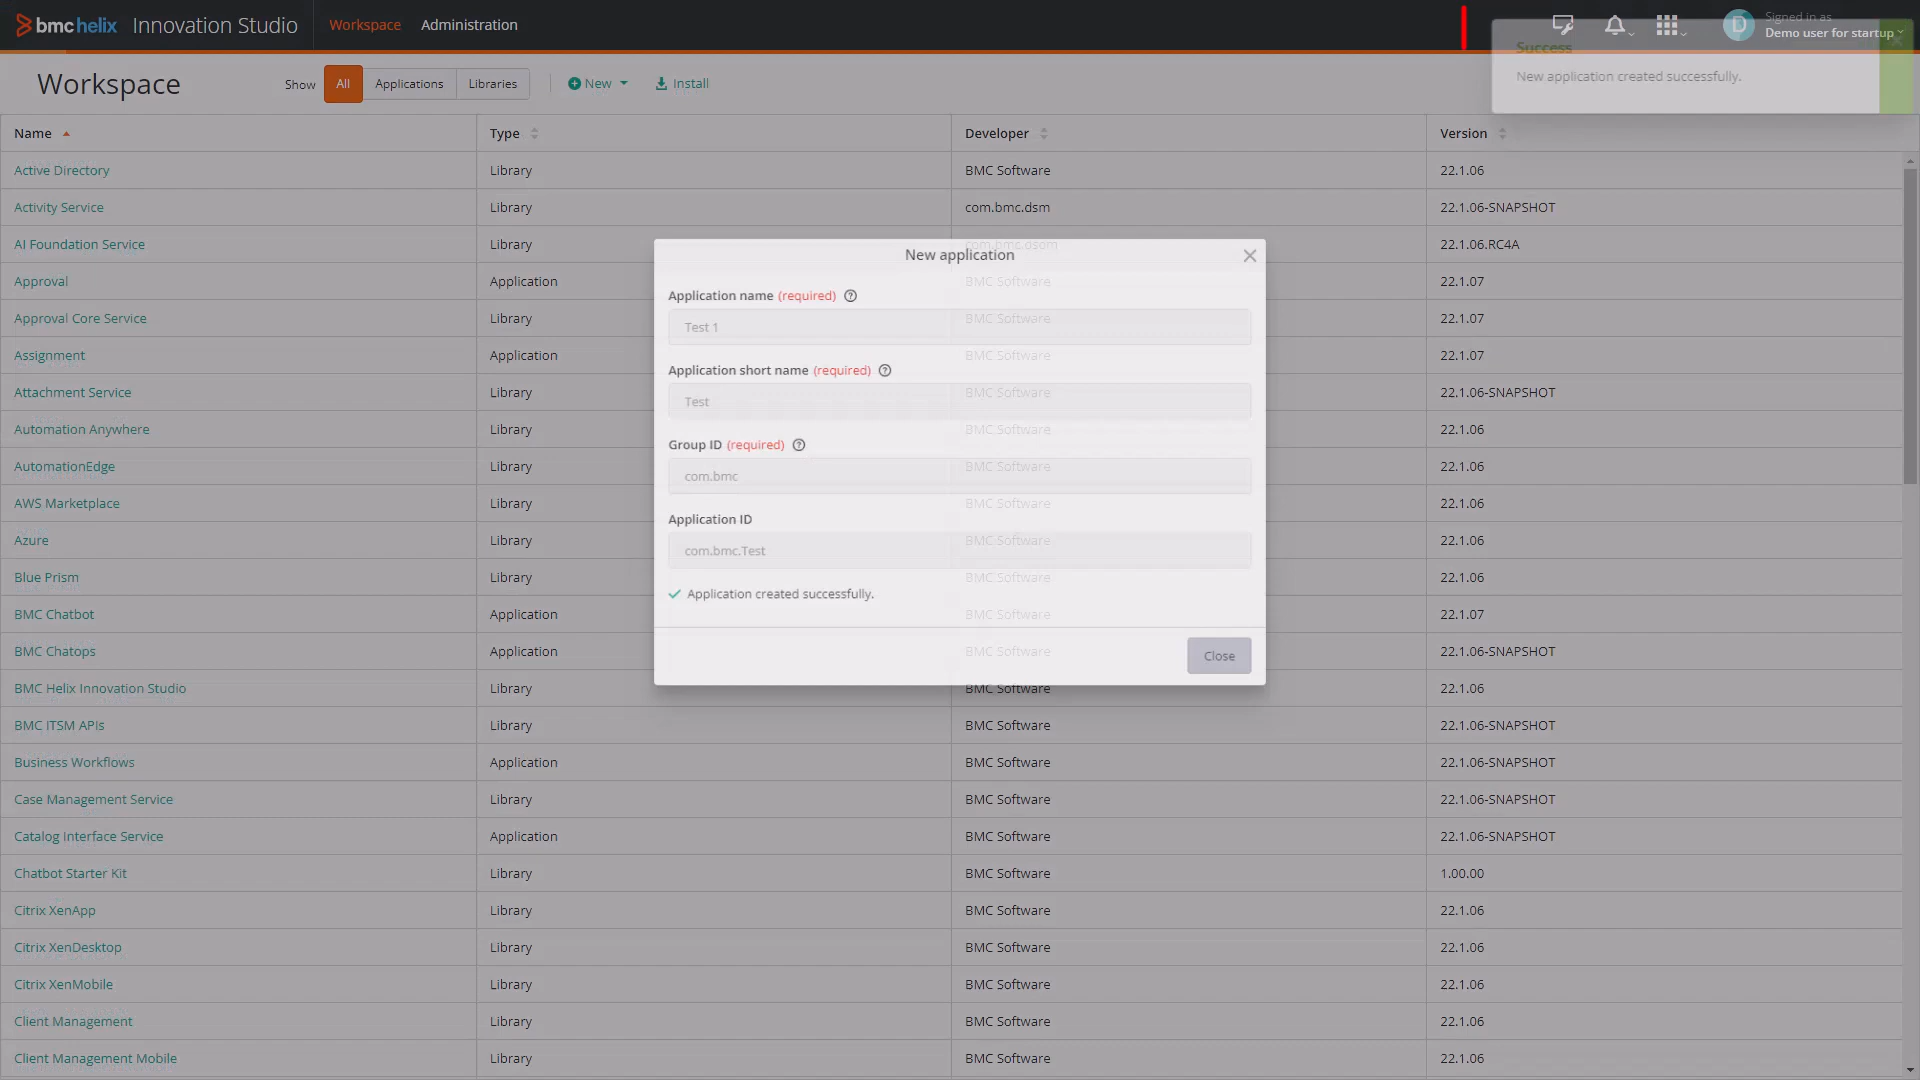 bmchelix Innovation Studio Workspace Administration Signed in as
Demo user for startup
Success
New application created successfully.
Workspace Show All Applications Libraries New Install
Name Type Developer Version
Active Directory Library BMC Software 22.1.06
Activity Service Library com.bmc.dsm 22.1.06-SNAPSHOT
AI Foundation Service Library com.bmc.dsom 22.1.06.RC4A
Approval Application BMC Software 22.1.07
Approval Core Service Library BMC Software 22.1.07
Assignment Application BMC Software 22.1.07
Attachment Service Library BMC Software 22.1.06-SNAPSHOT
Automation Anywhere Library BMC Software 22.1.06
AutomationEdge Library BMC Software 22.1.06
AWS Marketplace Library BMC Software 22.1.06
Azure Library BMC Software 22.1.06
Blue Prism Library BMC Software 22.1.06
BMC Chatbot Application BMC Software 22.1.07
BMC Chatops Application BMC Software 22.1.06-SNAPSHOT
BMC Helix Innovation Studio Library BMC Software 22.1.06
BMC ITSM APIs Library BMC Software 22.1.06-SNAPSHOT
Business Workflows Application BMC Software 22.1.06-SNAPSHOT
Case Management Service Library BMC Software 22.1.06-SNAPSHOT
Catalog Interface Service Application BMC Software 22.1.06-SNAPSHOT
Chatbot Starter Kit Library BMC Software 1.00.00
Citrix XenApp Library BMC Software 22.1.06
Citrix XenDesktop Library BMC Software 22.1.06
Citrix XenMobile Library BMC Software 22.1.06
Client Management Library BMC Software 22.1.06
Client Management Mobile Library BMC Software 22.1.06
New application
Application name (required)
Test 1
Application short name (required)
Test
Group ID (required)
com.bmc
Application ID
com.bmc.Test
Application created successfully.
Close